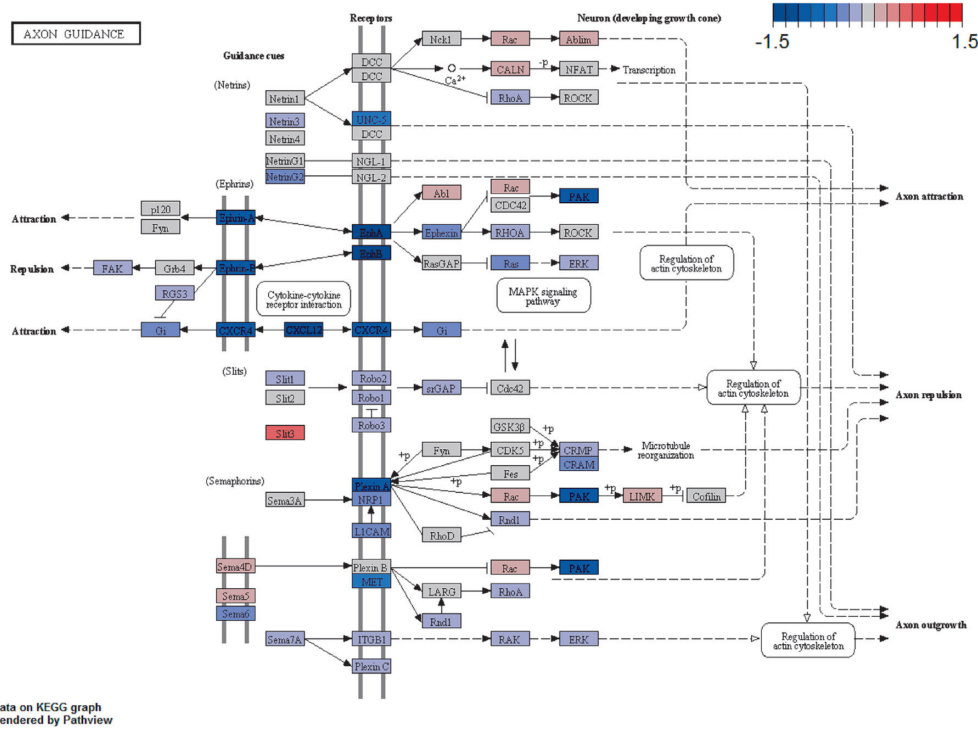 AXON GUIDANCE
Receptors
Neuron (developing growth cone)
-1.5
1.5
Guidance cues
(Netrins)
Netrin1
Netrin3
Netrin4
NetrinG1
NetrinG2
DCC
DCC
UNC-5
DCC
NGL-1
NGL-2
Nck1
Rac
Ablim
Ca2+
CALN
-p
NFAT
Transcription
RhoA
ROCK
(Ephrins)
Attraction
p120
Fyn
Ephrin-A
EphA
EphB
Abl
Rac
CDC42
PAK
Ephexin
RHOA
ROCK
RasGAP
Ras
ERK
Axon attraction
Regulation of
actin cytoskeleton
Repulsion
FAK
Grb4
Ephrin-B
RGS3
Cytokine-cytokine
receptor interaction
MAPK signaling
pathway
Attraction
Gi
CXCR4
CXCL12
CXCR4
Gi
(Slits)
Slit1
Slit2
Slit3
Robo2
Robo1
Robo3
srGAP
Cdc42
Regulation of
actin cytoskeleton
Axon repulsion
GSK3β
+p
Fyn
+p
CDK5
+p
CRMP
CRAM
Microtubule
reorganization
Fes
+p
+p
(Semaphorins)
Sema3A
Plexin A
NRP1
L1CAM
Rac
PAK
+p
LIMK
+p
Cofilin
Rnd1
RhoD
Sema4D
Sema5
Sema6
Plexin B
MET
Rac
PAK
LARG
RhoA
Rnd1
Sema7A
ITGB1
Plexin C
RAK
ERK
Regulation of
actin cytoskeleton
Axon outgrowth
ata on KEGG graph
endered by Pathview